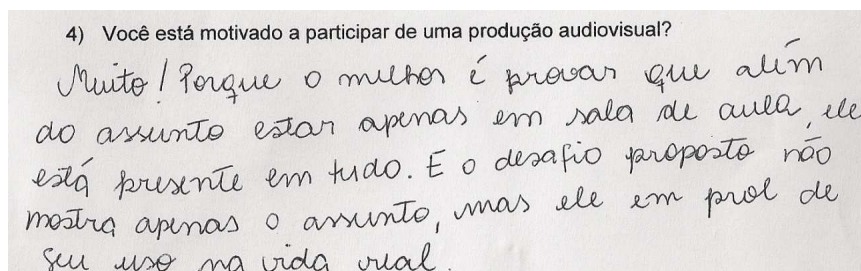 4) Você está motivado a participar de uma produção audiovisual?
Muito! Porque o melhor é provar que além
do assunto estar apenas em sala de aula, ele
está presente em tudo. E o desafio proposto não
mostra apenas o assunto, mas ele em prol de
seu uso na vida real.